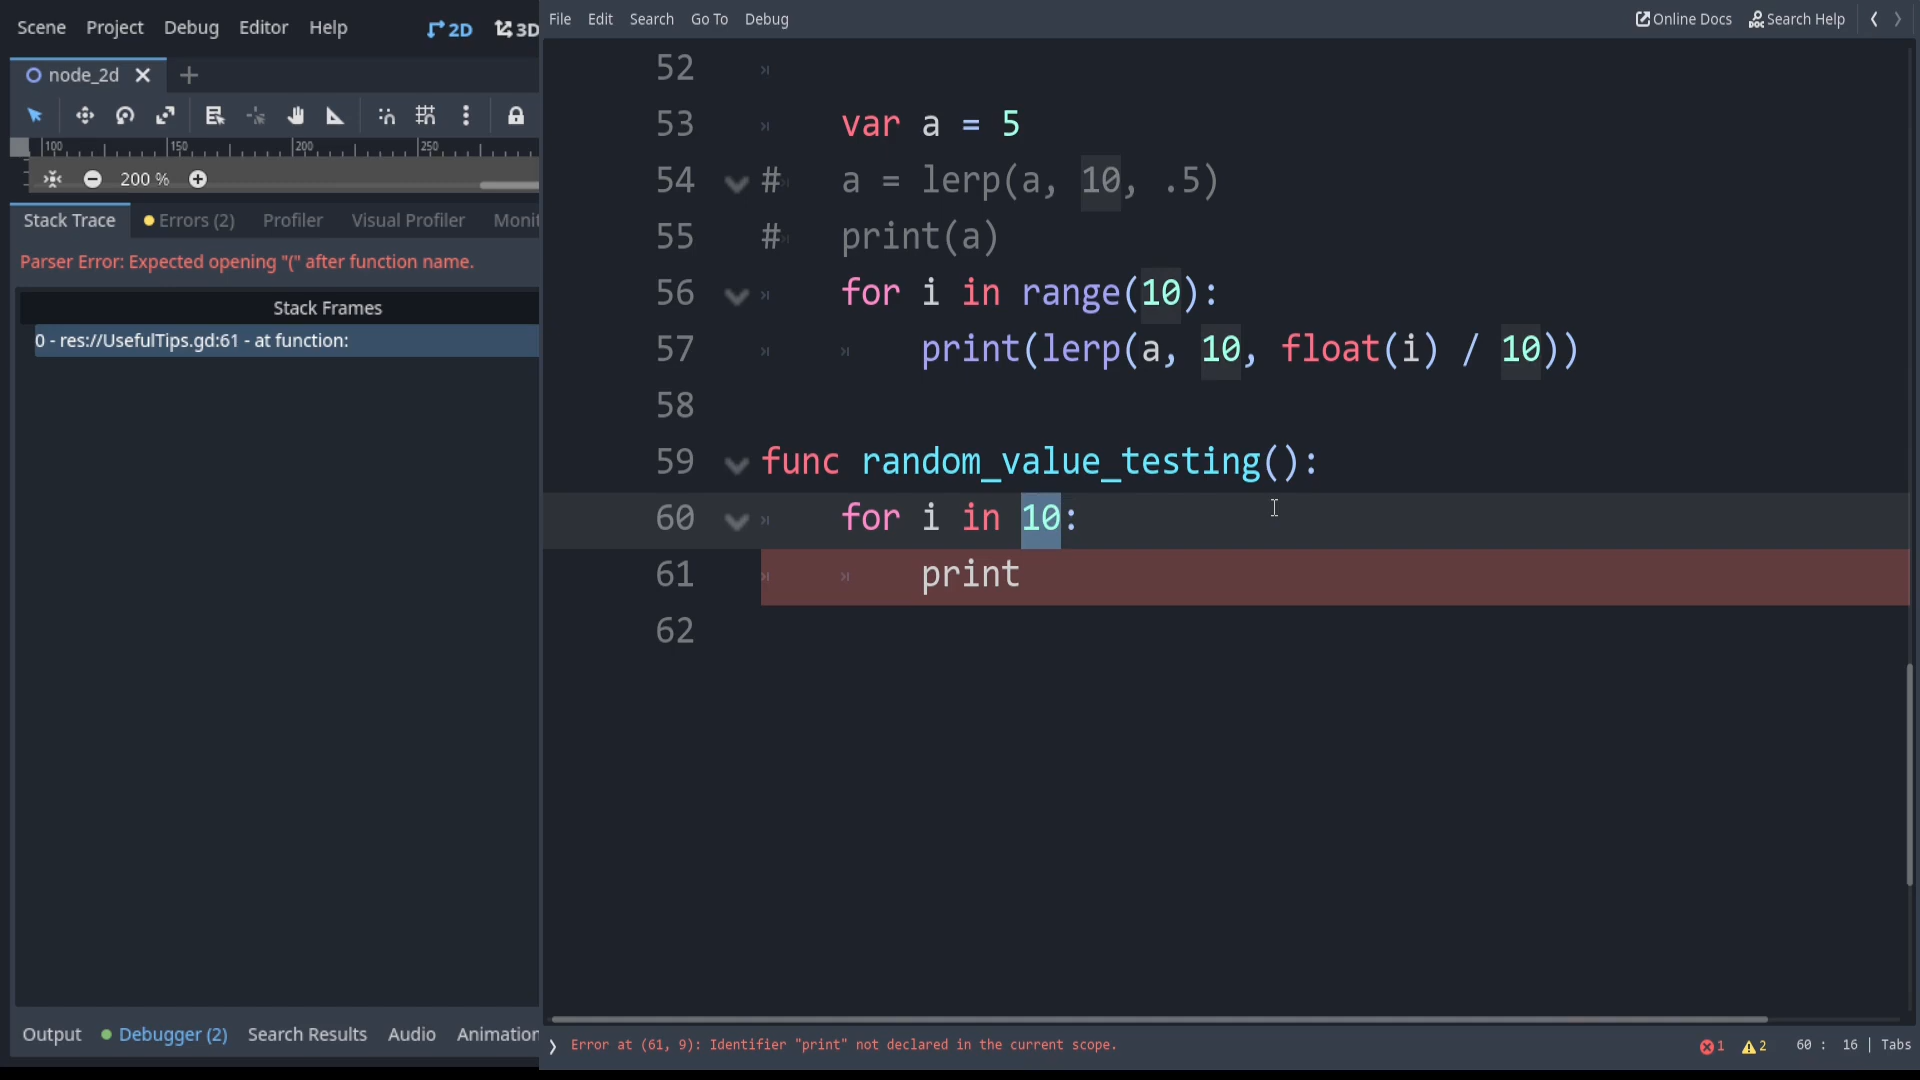 Scene Project Debug Editor Help 2D 3D
node_2d
100 150 200 250
200 %
Stack Trace Errors (2) Profiler Visual Profiler Monit
Parser Error: Expected opening "(" after function name.
Stack Frames
0 - res://UsefulTips.gd:61 - at function:
Output Debugger (2) Search Results Audio Animation
File Edit Search Go To Debug Online Docs Search Help
52
53 var a = 5
54 # a = lerp(a, 10, .5)
55 # print(a)
56 for i in range(10):
57 print(lerp(a, 10, float(i) / 10))
58
59 func random_value_testing():
60 for i in 10:
61 print
62
Error at (61, 9): Identifier "print" not declared in the current scope. 1 2 60 : 16 | Tabs